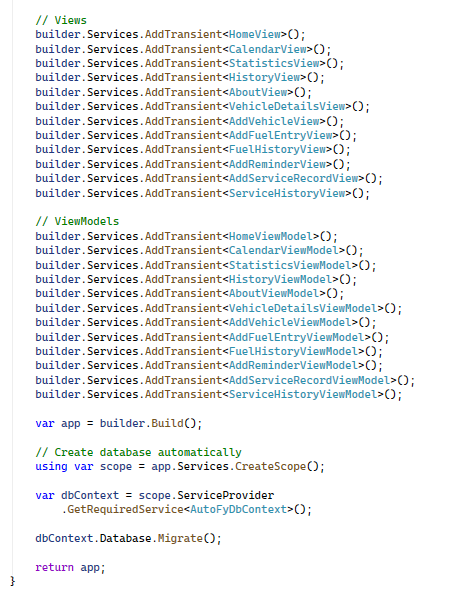 // Views
builder.Services.AddTransient<HomeView>();
builder.Services.AddTransient<CalendarView>();
builder.Services.AddTransient<StatisticsView>();
builder.Services.AddTransient<HistoryView>();
builder.Services.AddTransient<AboutView>();
builder.Services.AddTransient<VehicleDetailsView>();
builder.Services.AddTransient<AddVehicleView>();
builder.Services.AddTransient<AddFuelEntryView>();
builder.Services.AddTransient<FuelHistoryView>();
builder.Services.AddTransient<AddReminderView>();
builder.Services.AddTransient<AddServiceRecordView>();
builder.Services.AddTransient<ServiceHistoryView>();

// ViewModels
builder.Services.AddTransient<HomeViewModel>();
builder.Services.AddTransient<CalendarViewModel>();
builder.Services.AddTransient<StatisticsViewModel>();
builder.Services.AddTransient<HistoryViewModel>();
builder.Services.AddTransient<AboutViewModel>();
builder.Services.AddTransient<VehicleDetailsViewModel>();
builder.Services.AddTransient<AddVehicleViewModel>();
builder.Services.AddTransient<AddFuelEntryViewModel>();
builder.Services.AddTransient<FuelHistoryViewModel>();
builder.Services.AddTransient<AddReminderViewModel>();
builder.Services.AddTransient<AddServiceRecordViewModel>();
builder.Services.AddTransient<ServiceHistoryViewModel>();

var app = builder.Build();

// Create database automatically
using var scope = app.Services.CreateScope();

var dbContext = scope.ServiceProvider
    .GetRequiredService<AutoFyDbContext>();

dbContext.Database.Migrate();

return app;
}